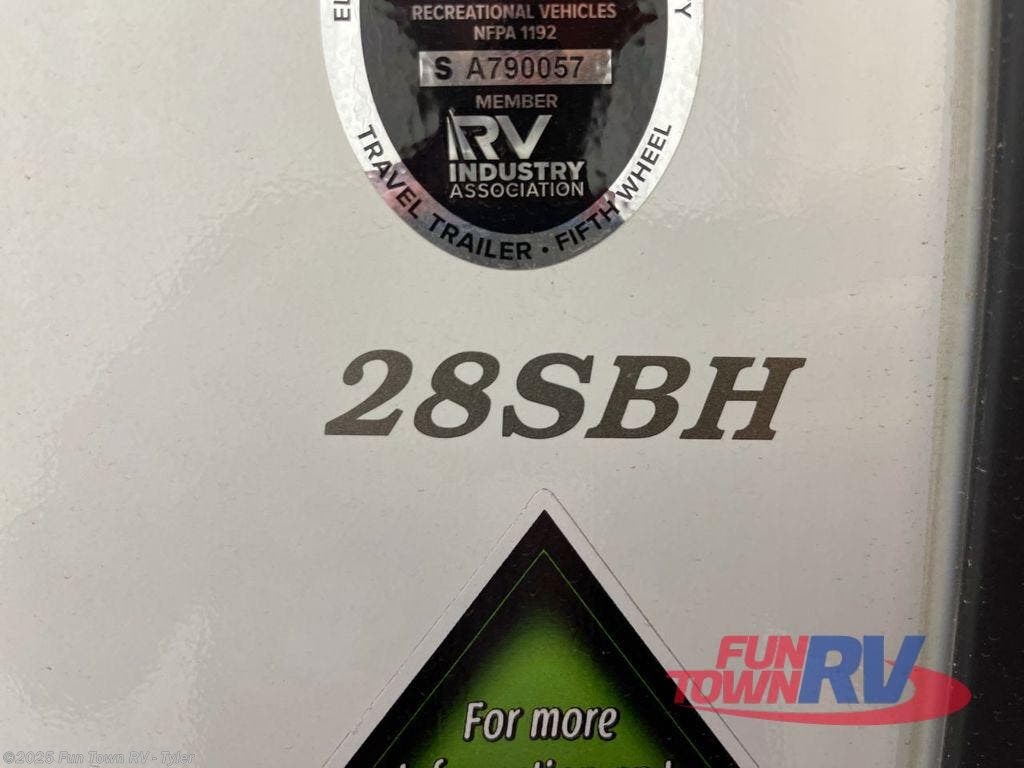 RECREATIONAL VEHICLES
NFPA 1192
S A790057
MEMBER
RV
INDUSTRY
ASSOCIATION
TRAVEL TRAILER · FIFTH WHEEL
28SBH
For more
FUN
TOWN RV
©2025 Fun Town RV - Tyler